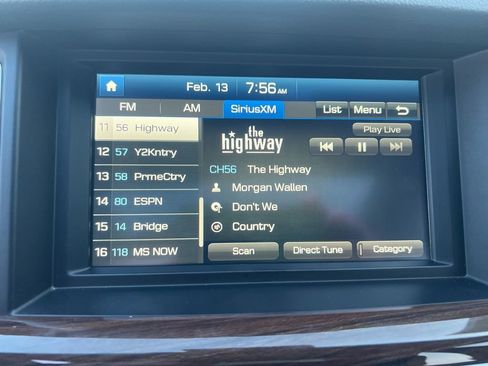 Feb. 13 7:56 AM
FM AM SiriusXM List Menu
11 56 Highway
12 57 Y2Kntry
13 58 PrmeCtry
14 80 ESPN
15 14 Bridge
16 118 MS NOW
the highway
Play Live
CH56 The Highway
Morgan Wallen
Don't We
Country
Scan Direct Tune Category